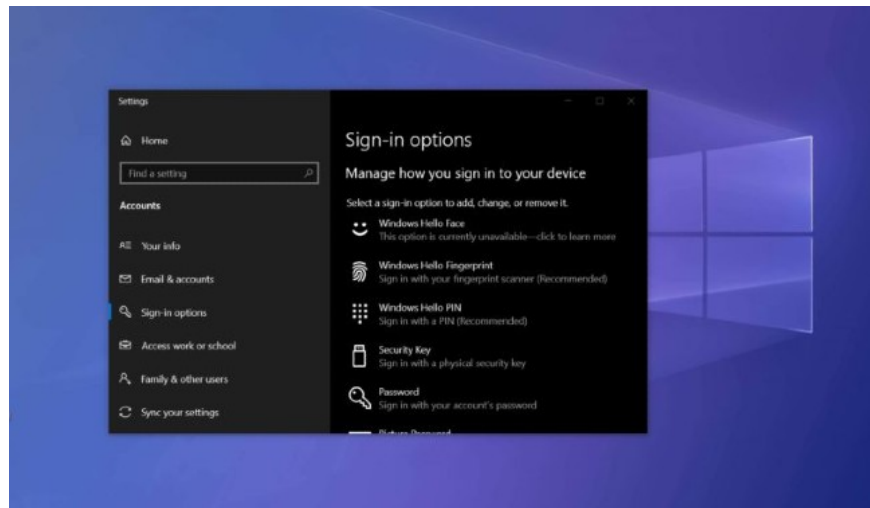 Settings
Home
Find a setting
Accounts
Your info
Email & accounts
Sign-in options
Access work or school
Family & other users
Sync your settings
Sign-in options
Manage how you sign in to your device
Select a sign-in option to add, change, or remove it.
Windows Hello Face
This option is currently unavailable—click to learn more
Windows Hello Fingerprint
Sign in with your fingerprint scanner (Recommended)
Windows Hello PIN
Sign in with a PIN (Recommended)
Security Key
Sign in with a physical security key
Password
Sign in with your account's password
Picture Password